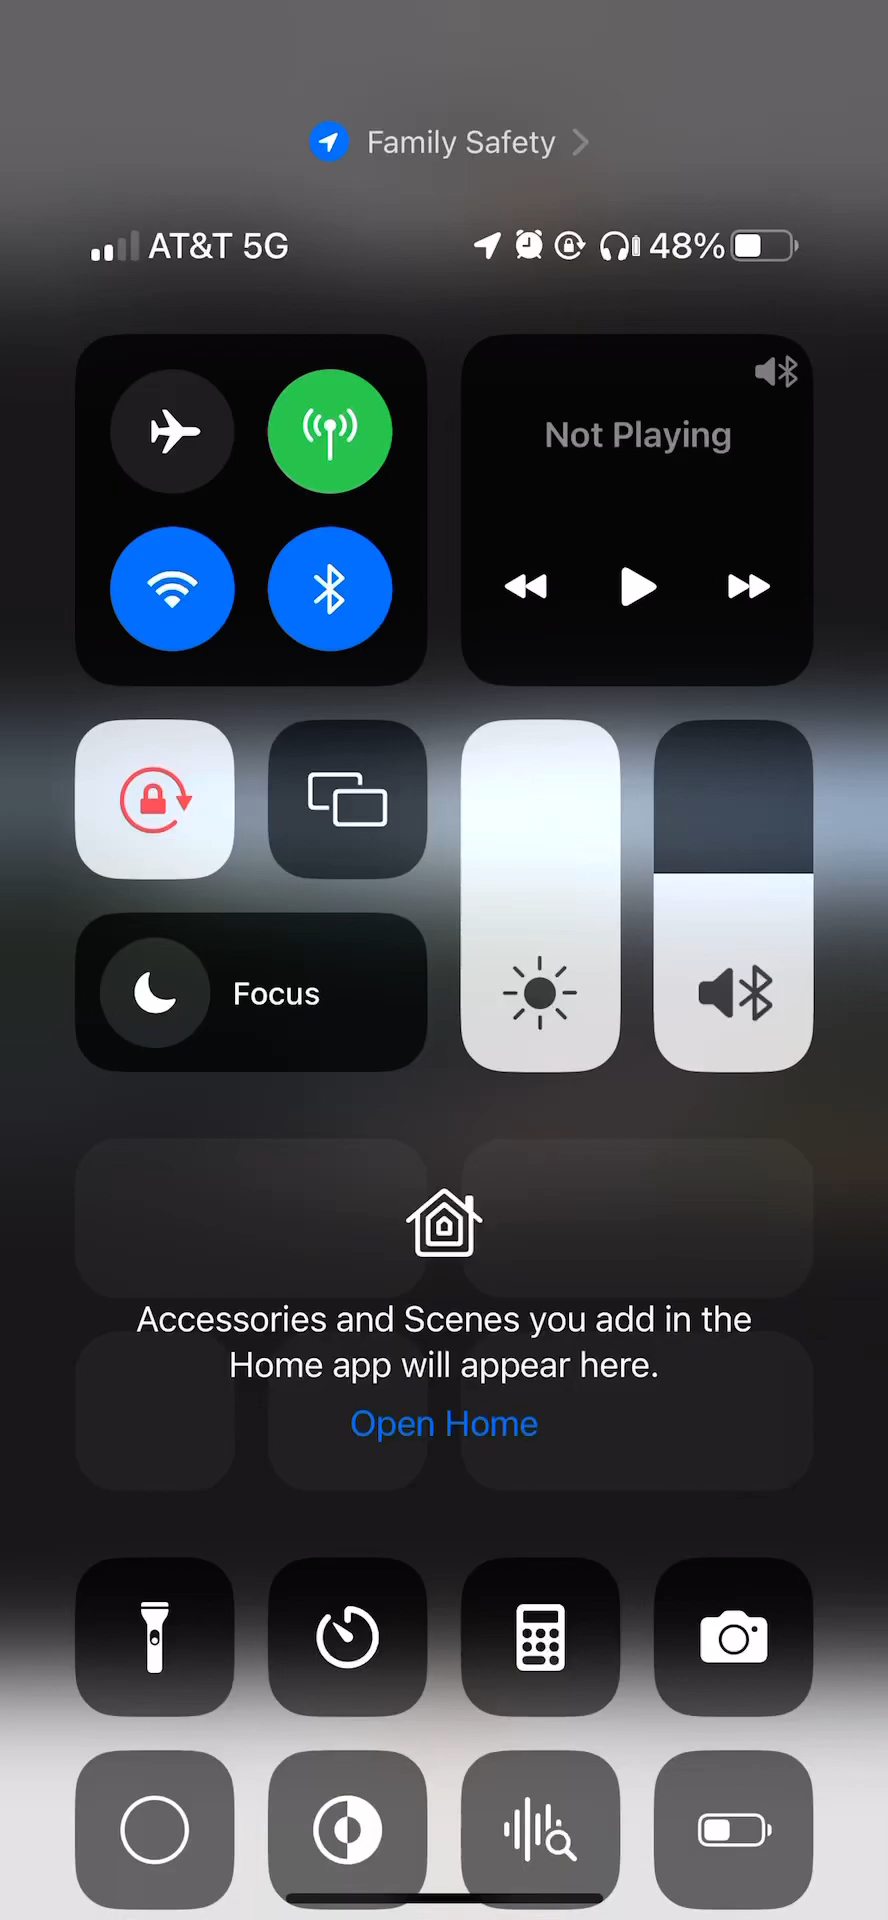 Family Safety
AT&T 5G 48%
Not Playing
Focus
Accessories and Scenes you add in the
Home app will appear here.
Open Home